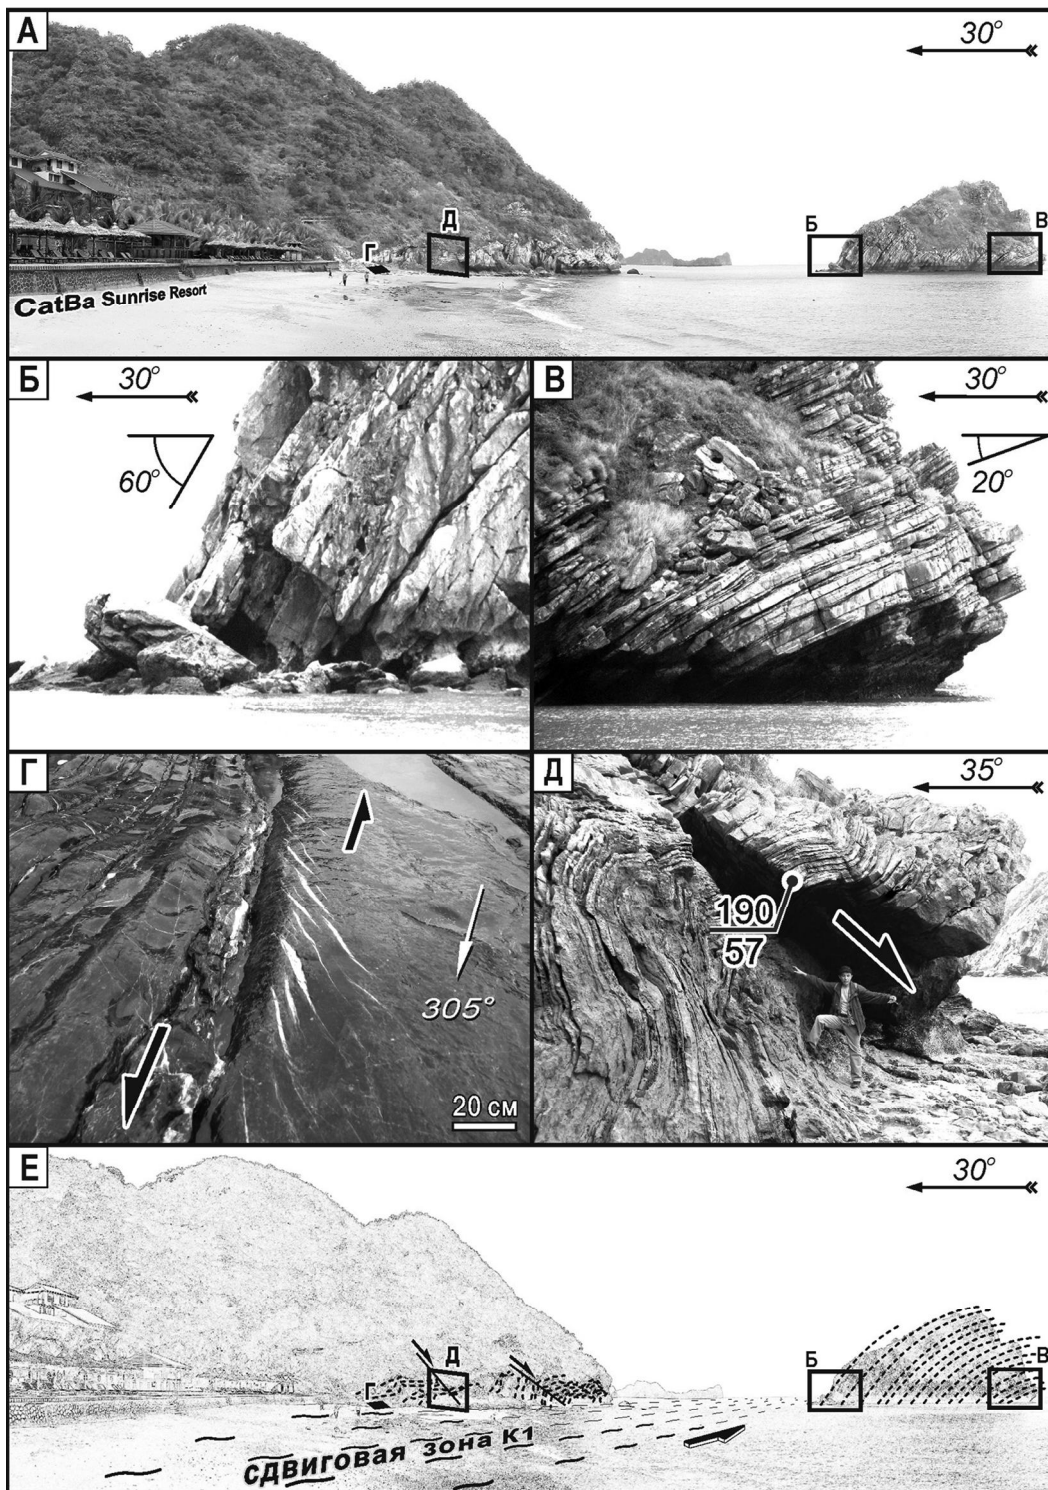 А
30°
Д
Г
Б
В
CatBa Sunrise Resort
Б
30°
60°
В
30°
20°
Г
305°
20 см
Д
35°
190
57
Е
30°
Д
Г
Б
В
СДВИГОВАЯ ЗОНА К1